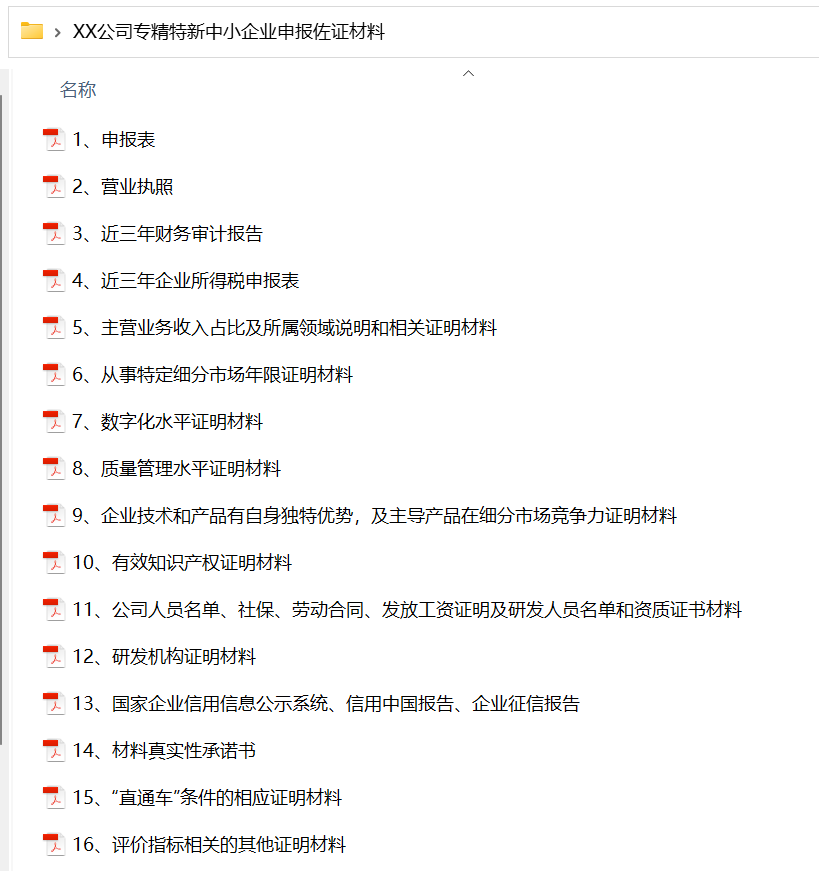 XX公司专精特新中小企业申报佐证材料
名称
1、申报表
2、营业执照
3、近三年财务审计报告
4、近三年企业所得税申报表
5、主营业务收入占比及所属领域说明和相关证明材料
6、从事特定细分市场年限证明材料
7、数字化水平证明材料
8、质量管理水平证明材料
9、企业技术和产品有自身独特优势，及主导产品在细分市场竞争力证明材料
10、有效知识产权证明材料
11、公司人员名单、社保、劳动合同、发放工资证明及研发人员名单和资质证书材料
12、研发机构证明材料
13、国家企业信用信息公示系统、信用中国报告、企业征信报告
14、材料真实性承诺书
15、“直通车”条件的相应证明材料
16、评价指标相关的其他证明材料